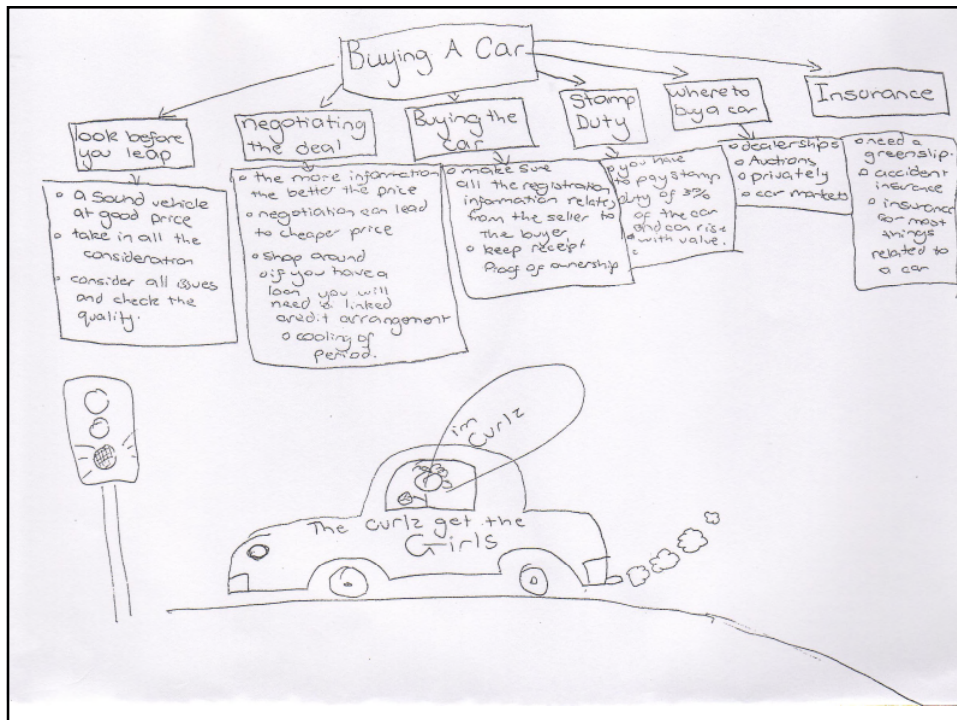 Buying A Car
ook before
you leap
negotiating
the deal
Buying the
car
Stamp
Duty
where to
buy a car
Insurance
a sound vehicle
at good price
take in all the
consideration
consider all issues
and check the
quality.
the more information
the better the price
negotiation can lead
to cheaper price
shop around
if you have a
loan you will
need a linked
credit arrangement
cooling of
period.
make sure
all the registration
information relates
from the seller to
the buyer
keep receipt
Proof of ownership
you have
to pay stamp
duty of 3%
of the car
and can rise
with value.
dealerships
Auctions
privately
car markets
need a
greenslip.
accident
insurance
insurance
for most
things
related to
a car
im
Curlz
The curlz get the
Girls